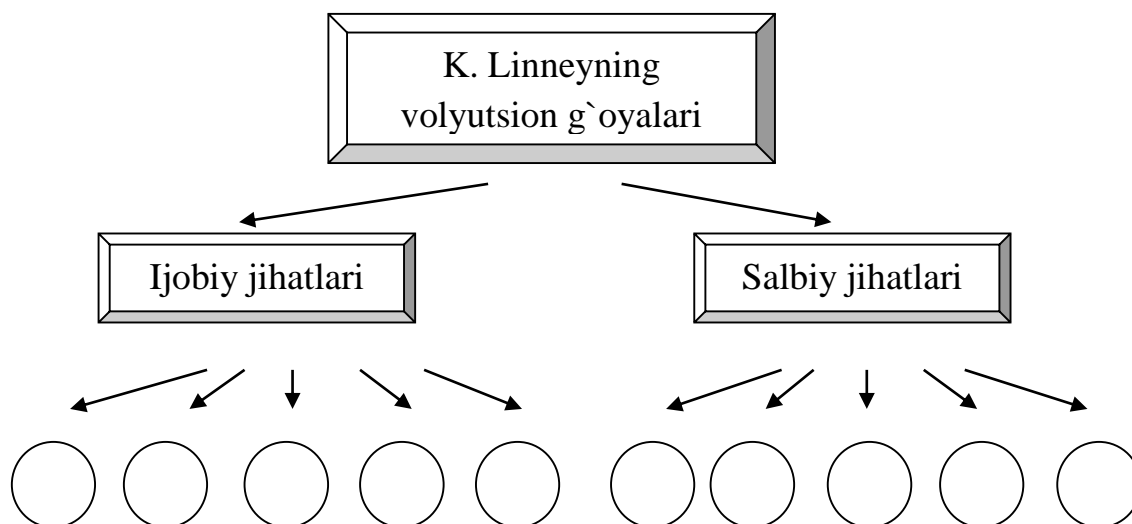 K. Linneyning
volyutsion g`oyalari
Ijobiy jihatlari
Salbiy jihatlari